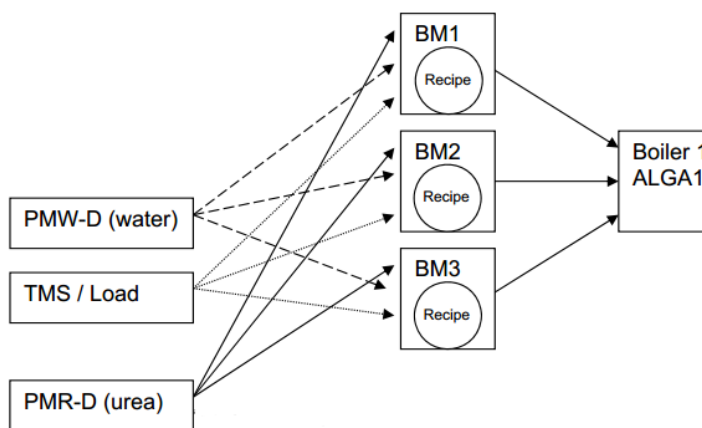 BM1
Recipe
BM2
Recipe
BM3
Recipe
Boiler 1
ALGA1
PMW-D (water)
TMS / Load
PMR-D (urea)